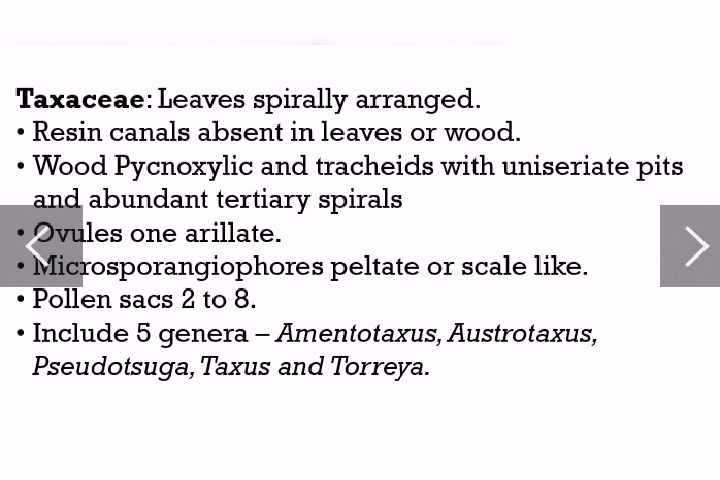 Taxaceae: Leaves spirally arranged.
• Resin canals absent in leaves or wood.
• Wood Pycnoxylic and tracheids with uniseriate pits
and abundant tertiary spirals
• Ovules one arillate.
• Microsporangiophores peltate or scale like.
• Pollen sacs 2 to 8.
• Include 5 genera – Amentotaxus, Austrotaxus,
Pseudotsuga, Taxus and Torreya.